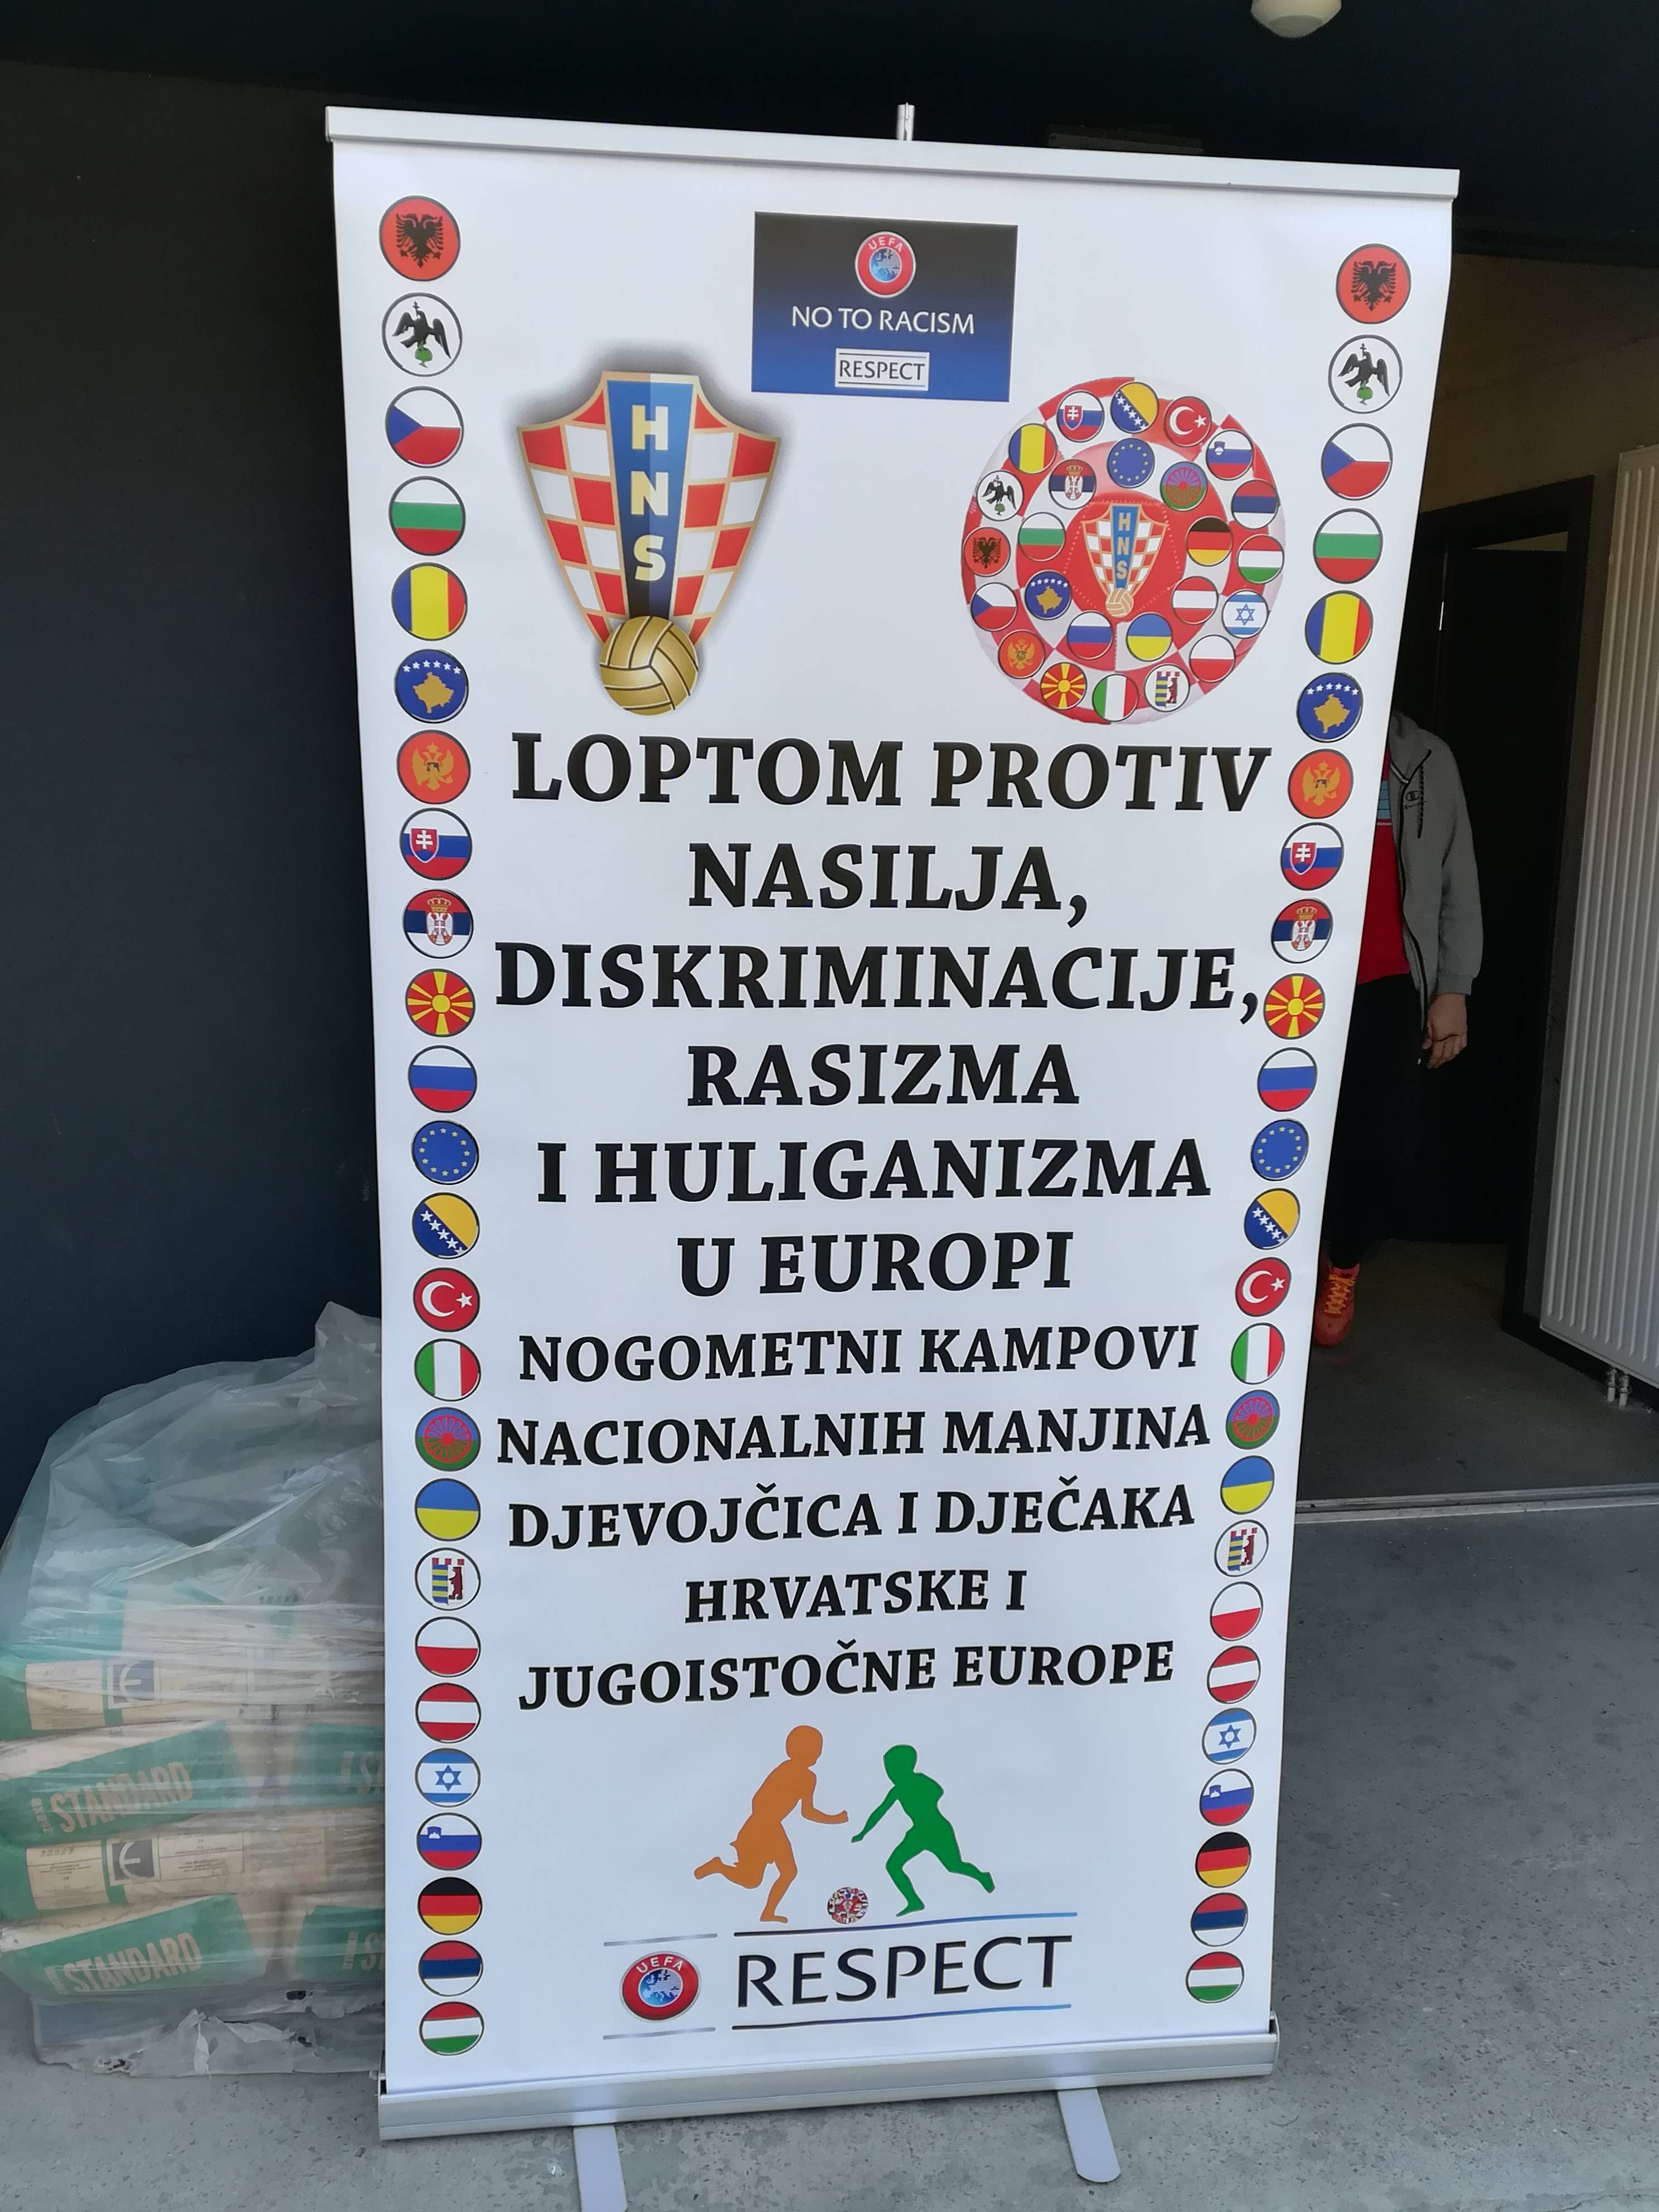 UEFA
NO TO RACISM
RESPECT
HNS
HNS
LOPTOM PROTIV
NASILJA,
DISKRIMINACIJE,
RASIZMA
I HULIGANIZMA
U EUROPI
NOGOMETNI KAMPOVI
NACIONALNIH MANJINA
DJEVOJČICA I DJEČAKA
HRVATSKE I
JUGOISTOČNE EUROPE
UEFA
RESPECT
STANDARD
STANDARD